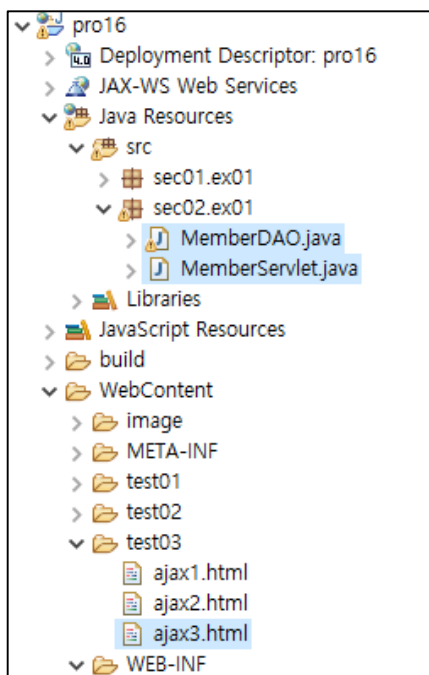 pro16
4.0
Deployment Descriptor: pro16
JAX-WS Web Services
Java Resources
src
sec01.ex01
sec02.ex01
J MemberDAO.java
J MemberServlet.java
Libraries
JavaScript Resources
build
WebContent
image
META-INF
test01
test02
test03
ajax1.html
ajax2.html
ajax3.html
WEB-INF